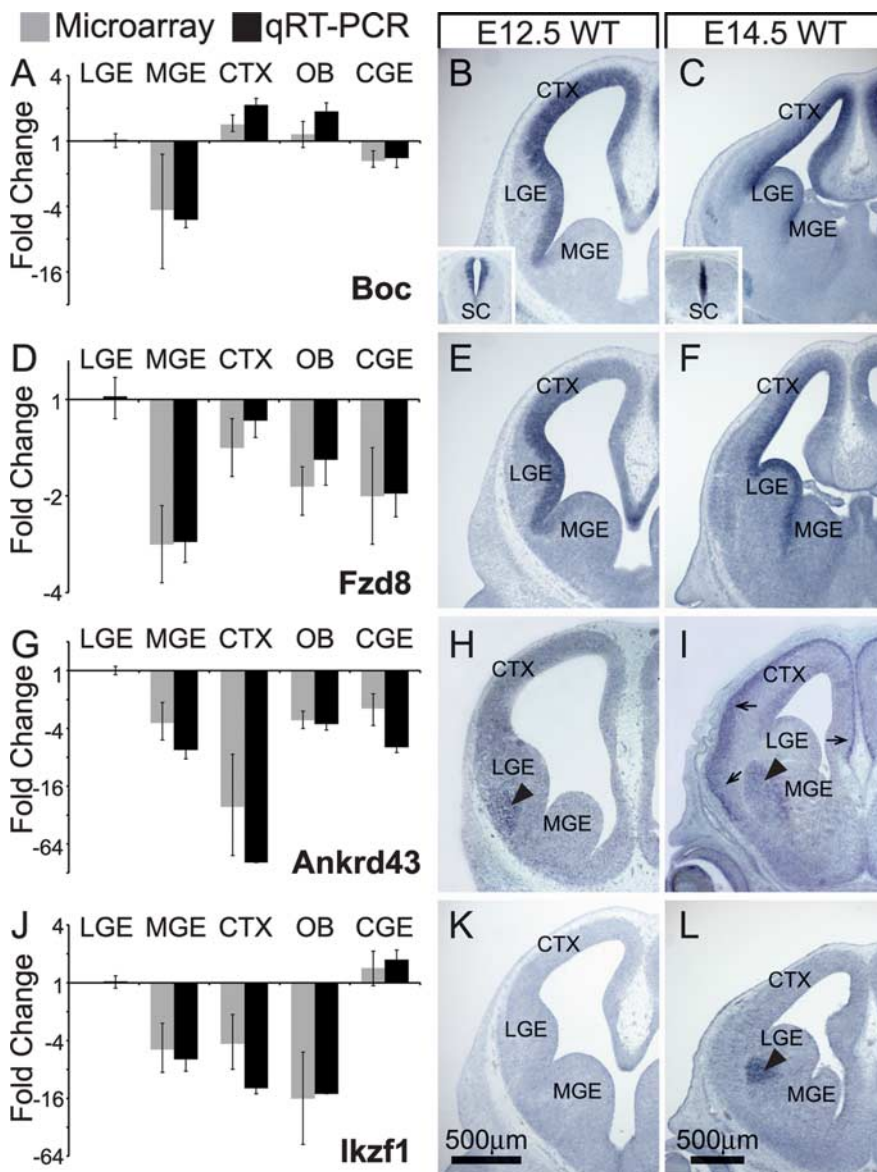 Microarray qRT-PCR E12.5 WT E14.5 WT
A LGE MGE CTX OB CGE
4
1
-4
-16
Fold Change
Boc
B CTX LGE MGE SC
C CTX LGE MGE SC
D LGE MGE CTX OB CGE
1
-2
-4
Fold Change
Fzd8
E CTX LGE MGE
F CTX LGE MGE
G LGE MGE CTX OB CGE
1
-4
-16
-64
Fold Change
Ankrd43
H CTX LGE MGE
I CTX LGE MGE
J LGE MGE CTX OB CGE
4
1
-4
-16
-64
Fold Change
Ikzf1
K CTX LGE MGE 500μm
L CTX LGE MGE 500μm